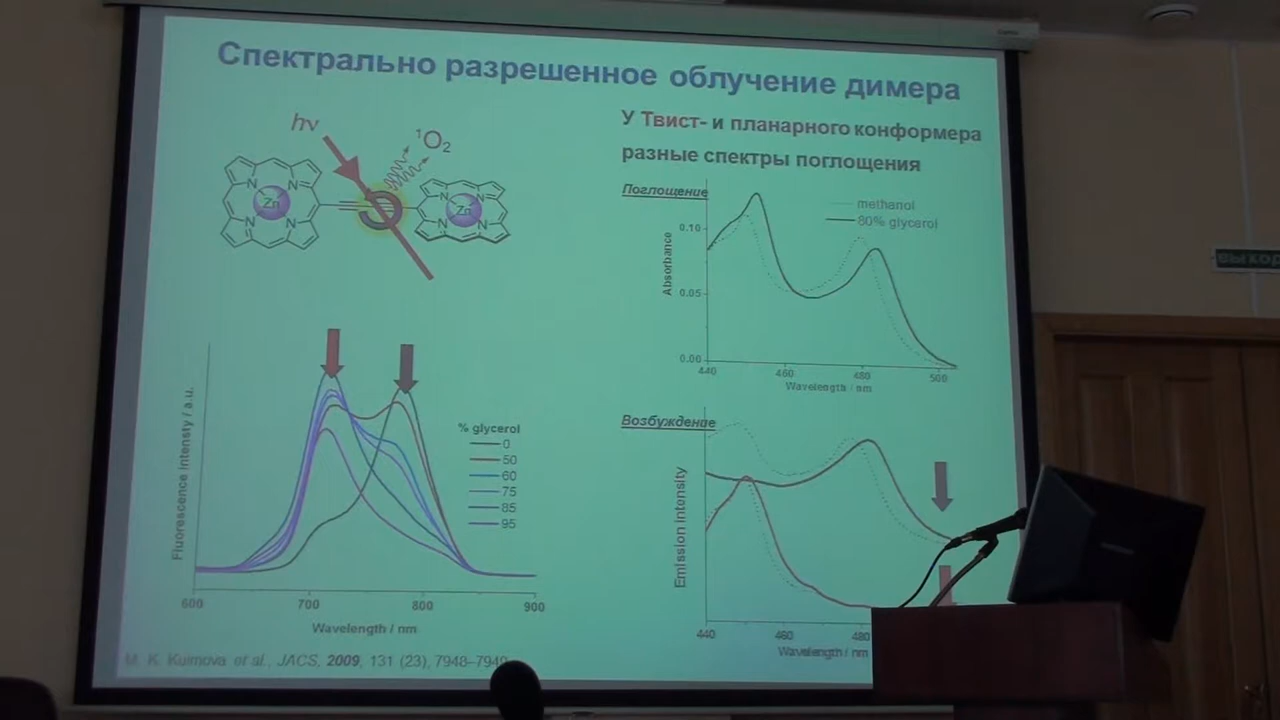 Спектрально разрешенное облучение димера
hν
¹O₂
Zn
N
N
N
N
Zn
N
N
N
N
У Твист- и планарного конформера
разные спектры поглощения
Поглощение
methanol
80% glycerol
0.10
0.05
0.00
Absorbance
440
460
480
500
Wavelength / nm
Fluorescence intensity / a.u.
% glycerol
0
50
60
75
85
95
600
700
800
900
Wavelength / nm
Возбуждение
Emission intensity
440
460
480
Wavelength / nm
M. K. Kuimova et al., JACS, 2009, 131 (23), 7948–7949
ВЫХОД